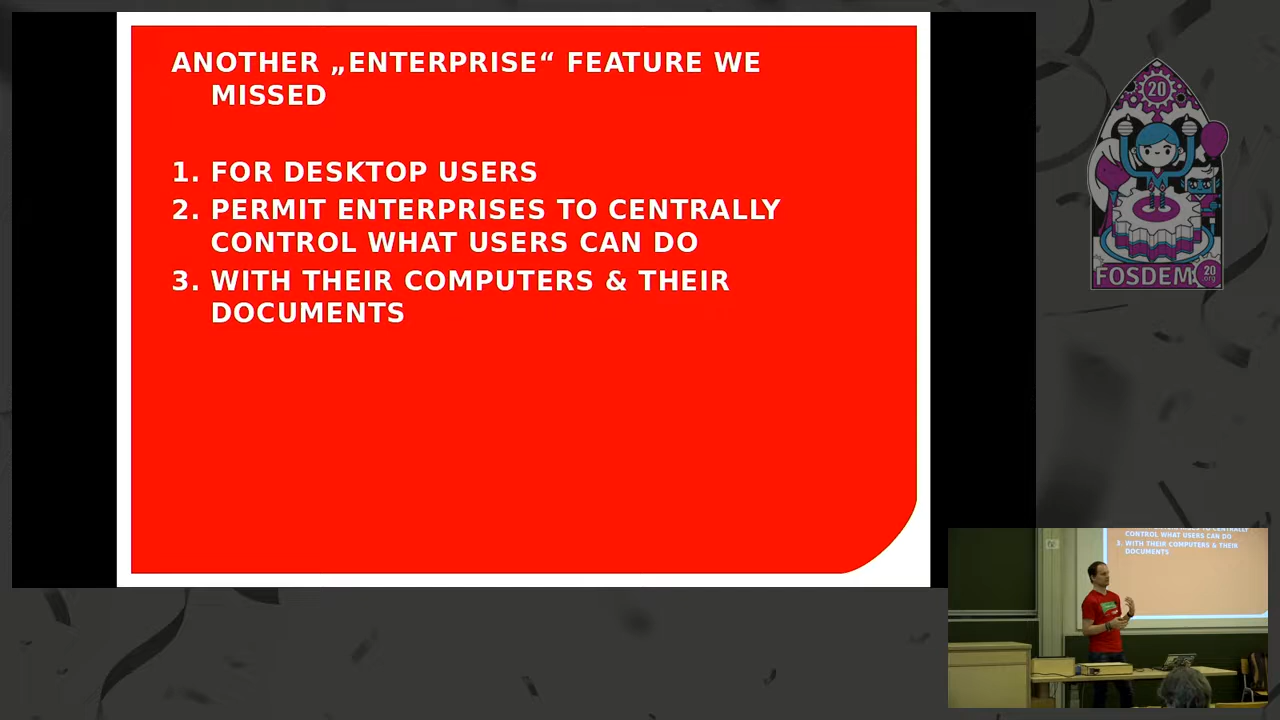 ANOTHER „ENTERPRISE“ FEATURE WE
MISSED
1. FOR DESKTOP USERS
2. PERMIT ENTERPRISES TO CENTRALLY
CONTROL WHAT USERS CAN DO
3. WITH THEIR COMPUTERS & THEIR
DOCUMENTS
20
FOSDEM
20
.org
CONTROL WHAT USERS CAN DO
3. WITH THEIR COMPUTERS & THEIR
DOCUMENTS